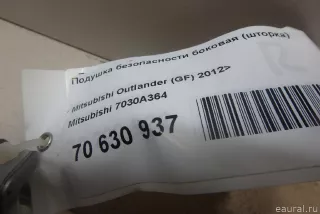 Подушка безопасности боковая (шторка)
Mitsubishi Outlander (GF) 2012>
Mitsubishi 7030A364
70 630 937
eaural.ru